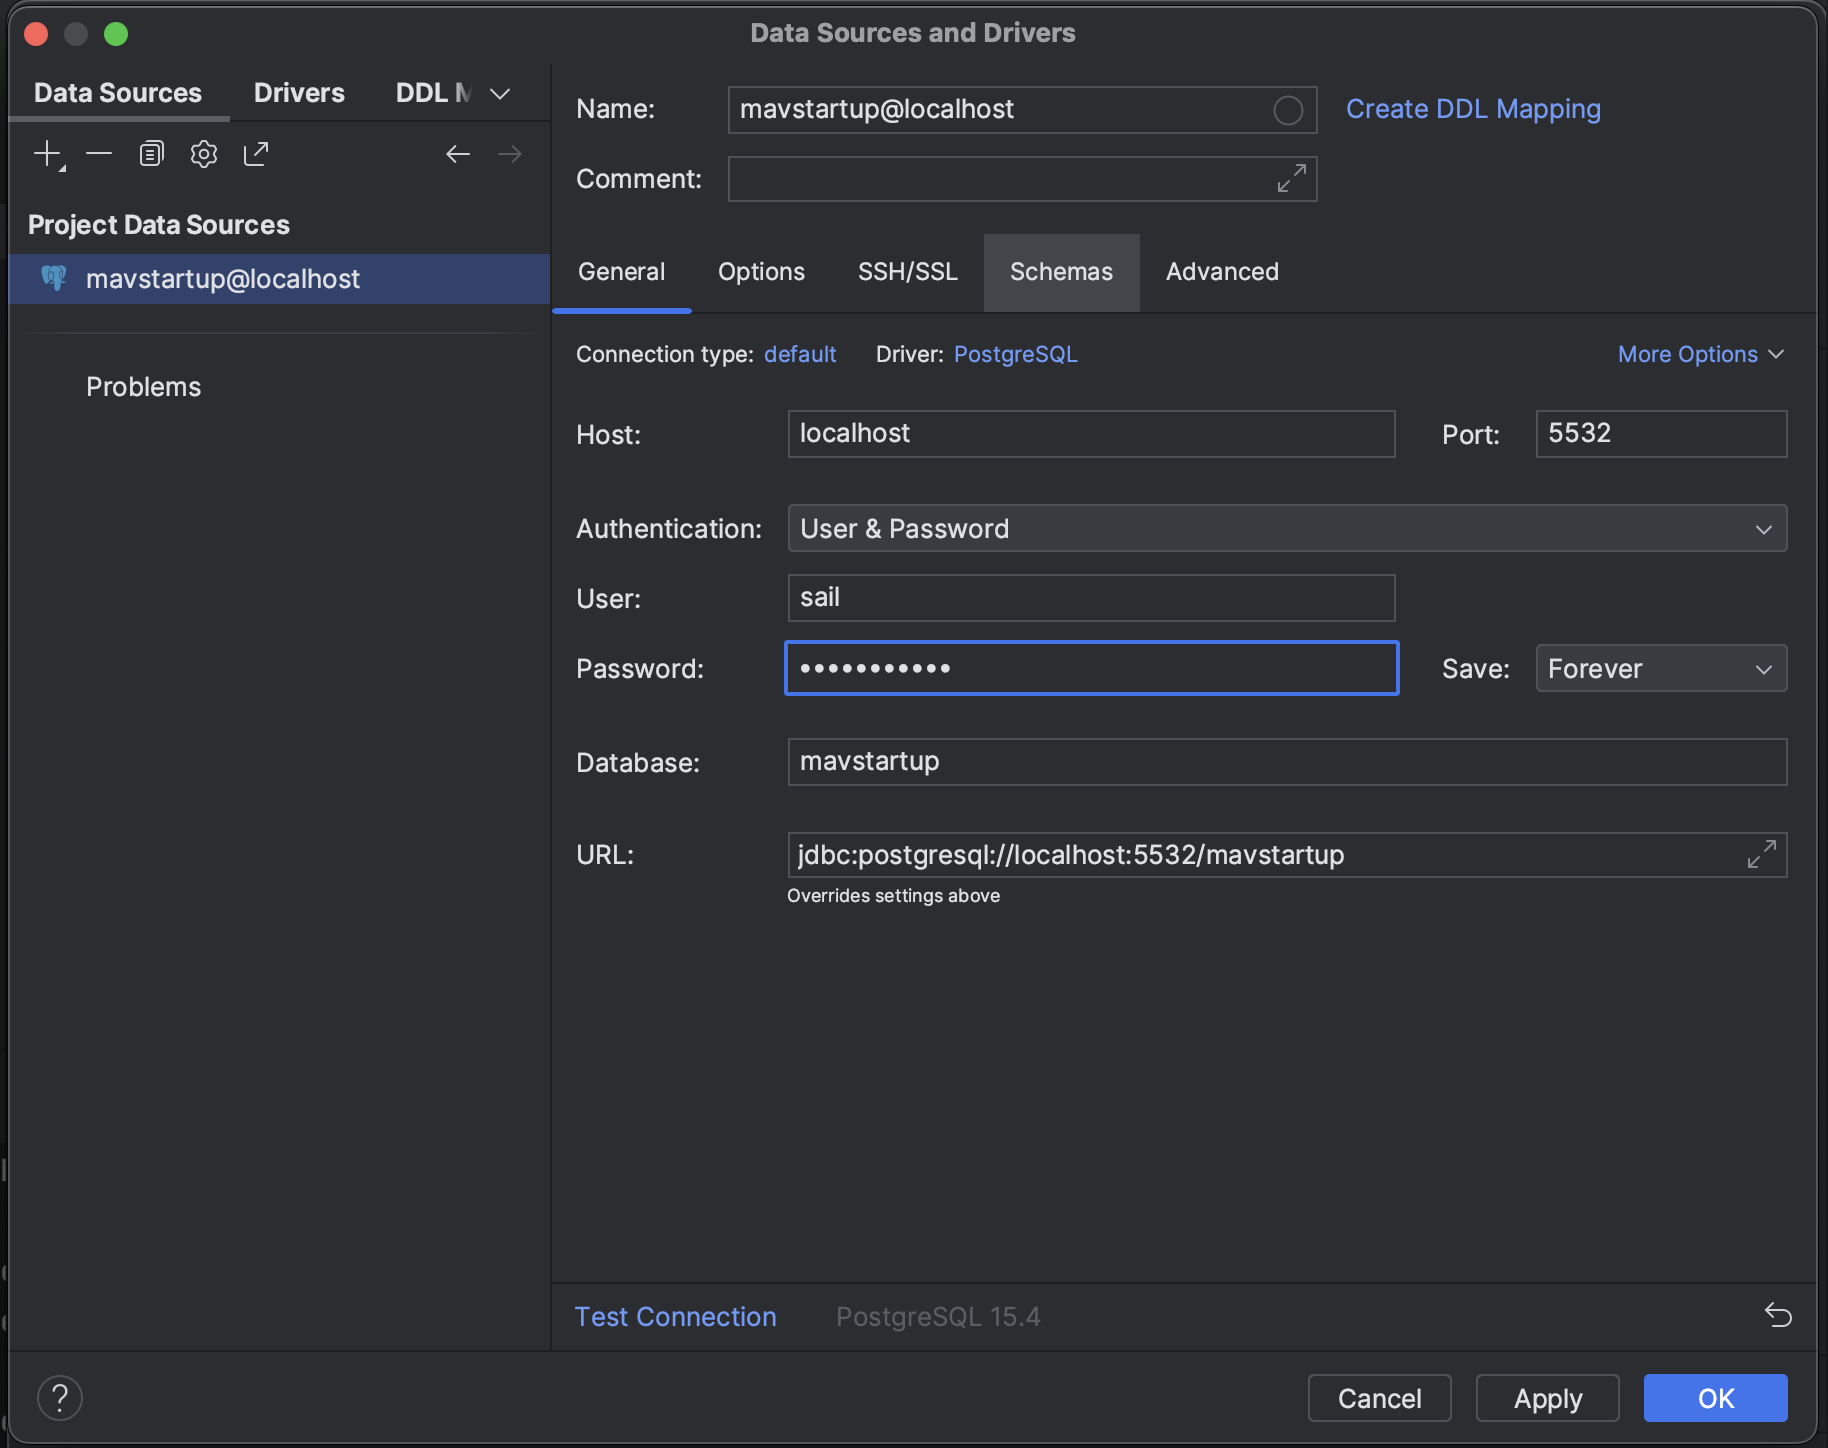 Data Sources and Drivers
Data Sources
Drivers
DDL M
Project Data Sources
mavstartup@localhost
Problems
Name:
mavstartup@localhost
Create DDL Mapping
Comment:
General
Options
SSH/SSL
Schemas
Advanced
Connection type: default
Driver: PostgreSQL
More Options
Host:
localhost
Port:
5532
Authentication:
User & Password
User:
sail
Password:
•••••••••••
Save:
Forever
Database:
mavstartup
URL:
jdbc:postgresql://localhost:5532/mavstartup
Overrides settings above
Test Connection
PostgreSQL 15.4
?
Cancel
Apply
OK